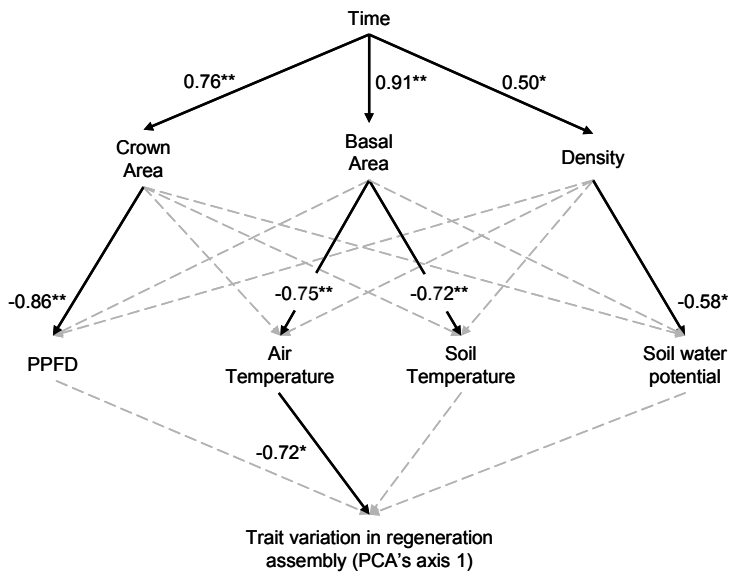 Time
0.76**
0.91**
0.50*
Crown
Area
Basal
Area
Density
-0.86**
-0.75**
-0.72**
-0.58*
PPFD
Air
Temperature
Soil
Temperature
Soil water
potential
-0.72*
Trait variation in regeneration
assembly (PCA's axis 1)